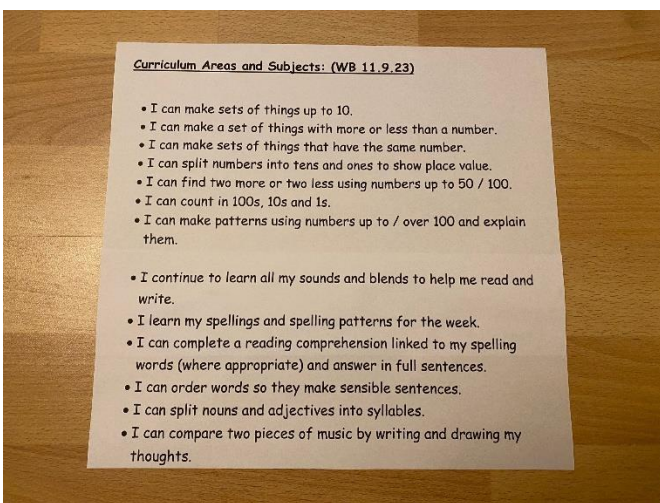 Curriculum Areas and Subjects: (WB 11.9.23)
• I can make sets of things up to 10.
• I can make a set of things with more or less than a number.
• I can make sets of things that have the same number.
• I can split numbers into tens and ones to show place value.
• I can find two more or two less using numbers up to 50 / 100.
• I can count in 100s, 10s and 1s.
• I can make patterns using numbers up to / over 100 and explain
them.
• I continue to learn all my sounds and blends to help me read and
write.
• I learn my spellings and spelling patterns for the week.
• I can complete a reading comprehension linked to my spelling
words (where appropriate) and answer in full sentences.
• I can order words so they make sensible sentences.
• I can split nouns and adjectives into syllables.
• I can compare two pieces of music by writing and drawing my
thoughts.